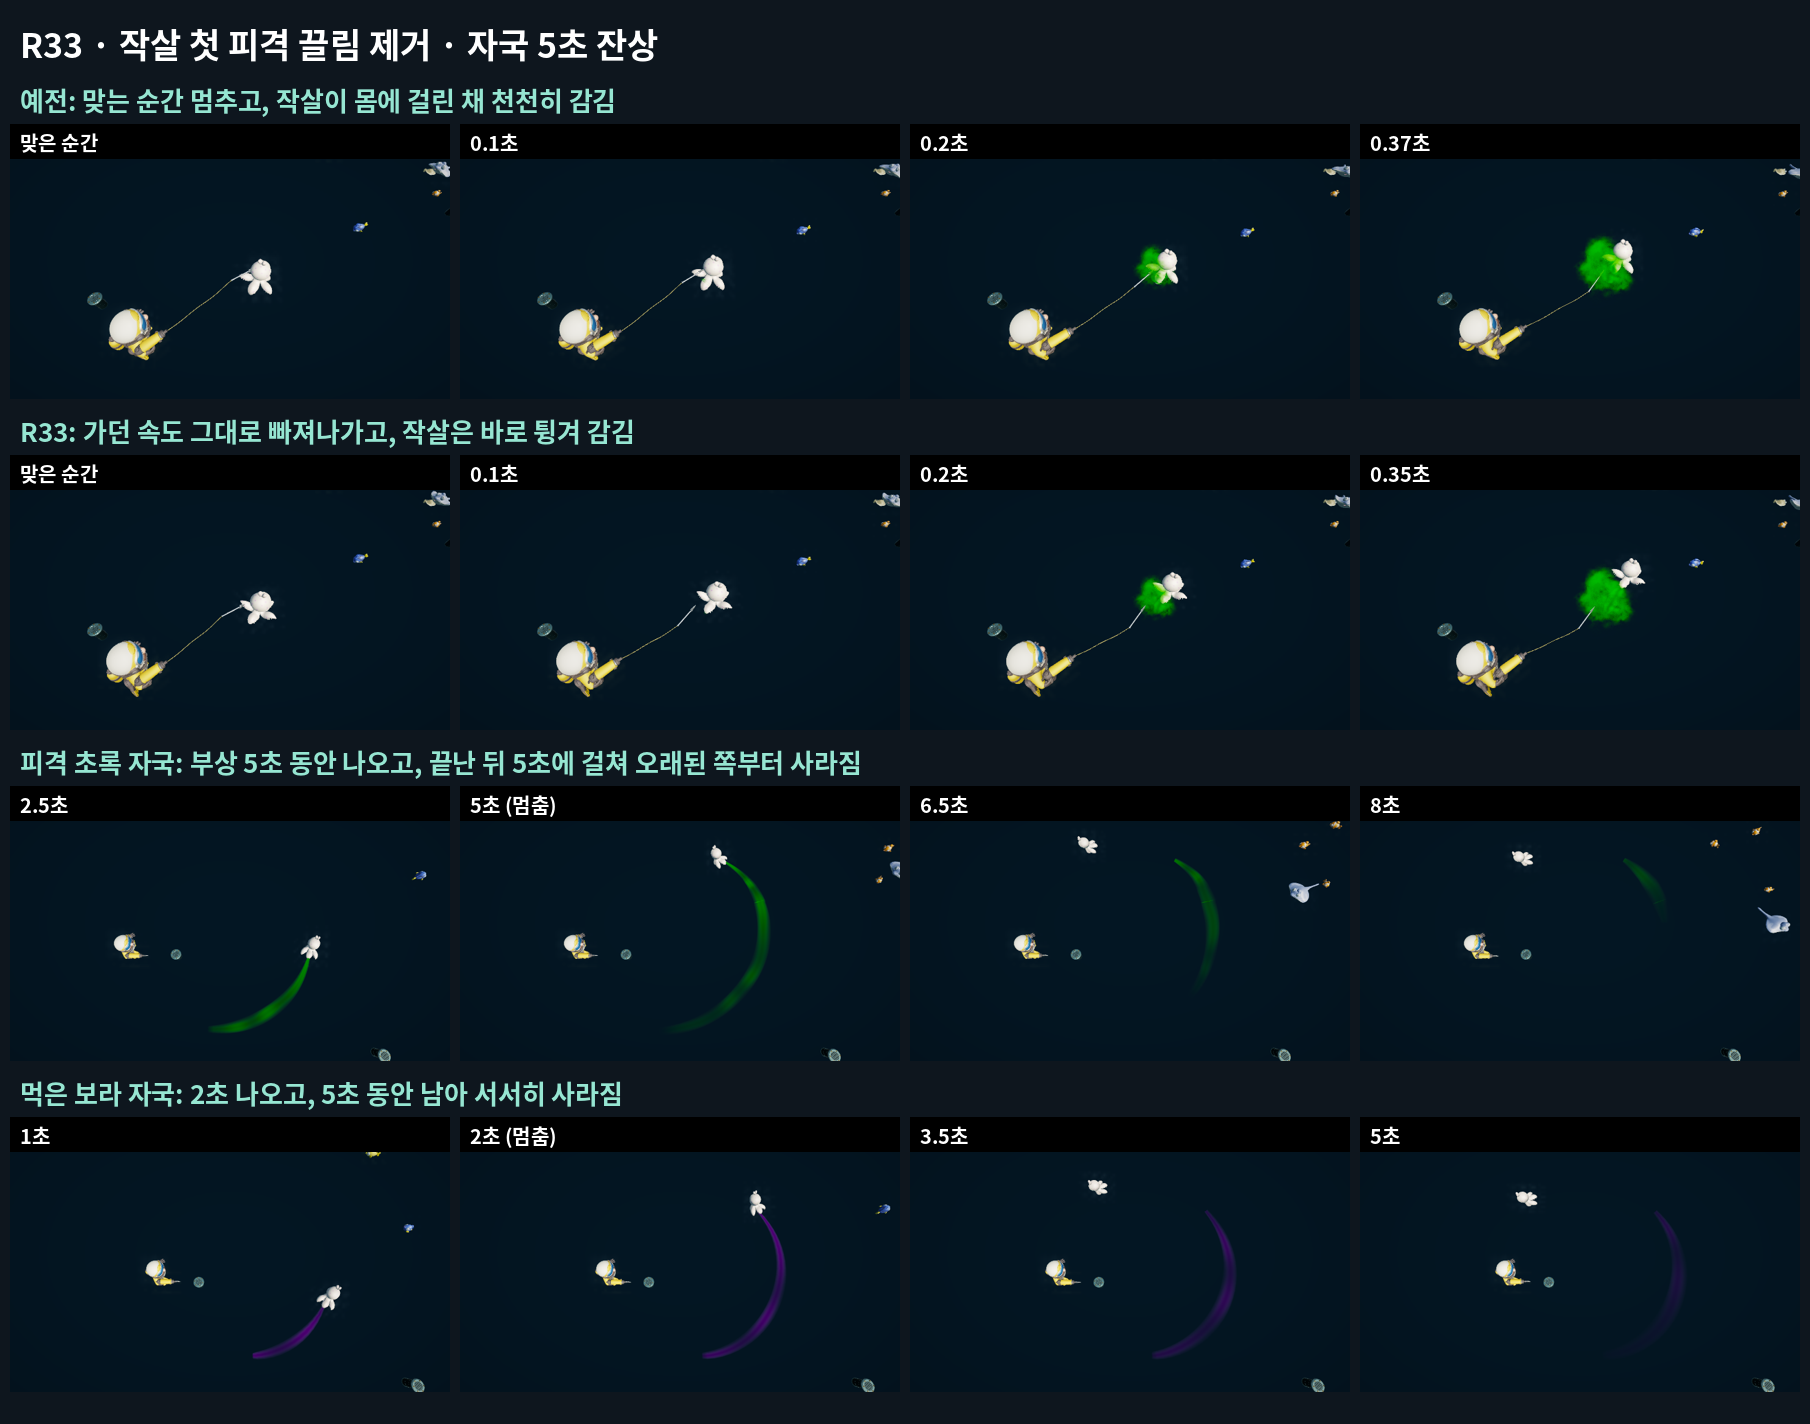 R33 · 작살 첫 피격 끌림 제거 · 자국 5초 잔상
예전: 맞는 순간 멈추고, 작살이 몸에 걸린 채 천천히 감김
맞은 순간
0.1초
0.2초
0.37초
R33: 가던 속도 그대로 빠져나가고, 작살은 바로 튕겨 감김
맞은 순간
0.1초
0.2초
0.35초
피격 초록 자국: 부상 5초 동안 나오고, 끝난 뒤 5초에 걸쳐 오래된 쪽부터 사라짐
2.5초
5초 (멈춤)
6.5초
8초
먹은 보라 자국: 2초 나오고, 5초 동안 남아 서서히 사라짐
1초
2초 (멈춤)
3.5초
5초